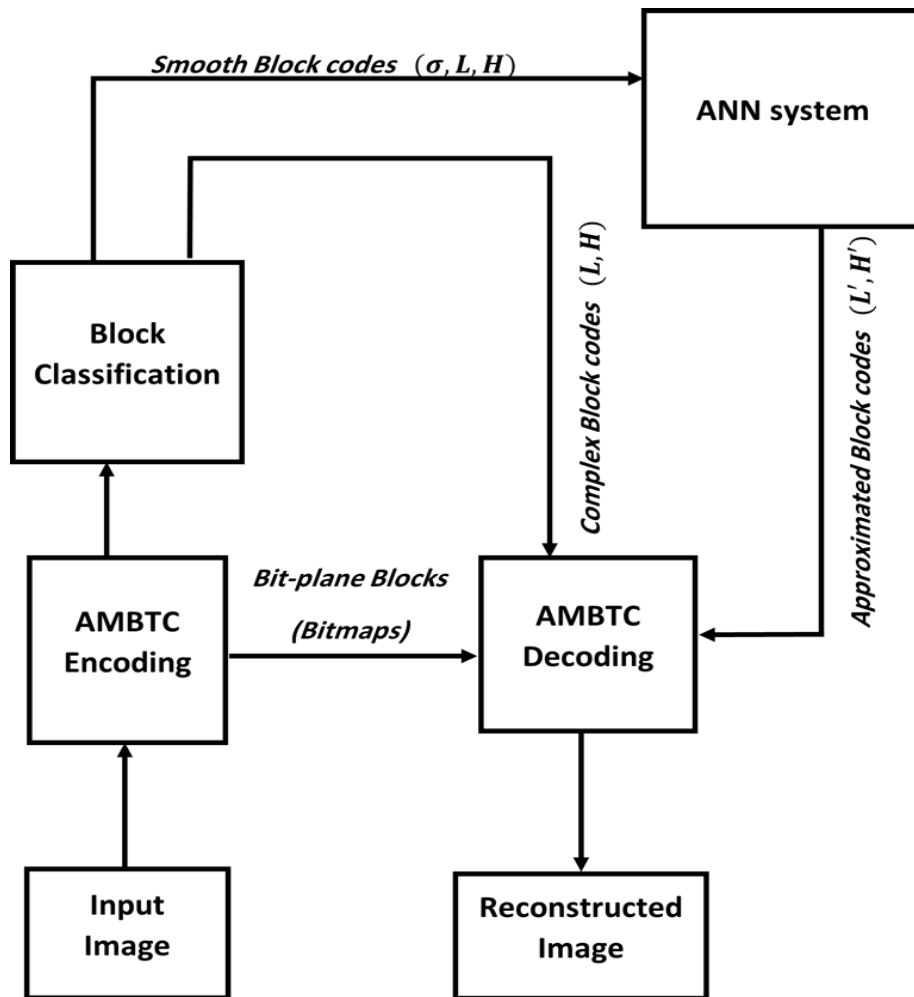 Smooth Block codes (σ, L, H)
ANN system
Block
Classification
Complex Block codes (L, H)
Approximated Block codes (L′, H′)
AMBTC
Encoding
Bit-plane Blocks
(Bitmaps)
AMBTC
Decoding
Input
Image
Reconstructed
Image